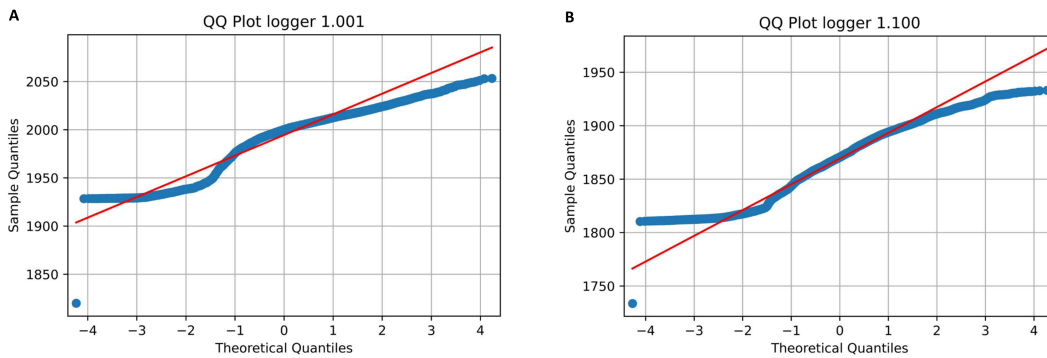 A
QQ Plot logger 1.001
Sample Quantiles
2050
2000
1950
1900
1850
−4 −3 −2 −1 0 1 2 3 4
Theoretical Quantiles
B
QQ Plot logger 1.100
Sample Quantiles
1950
1900
1850
1800
1750
−4 −3 −2 −1 0 1 2 3 4
Theoretical Quantiles